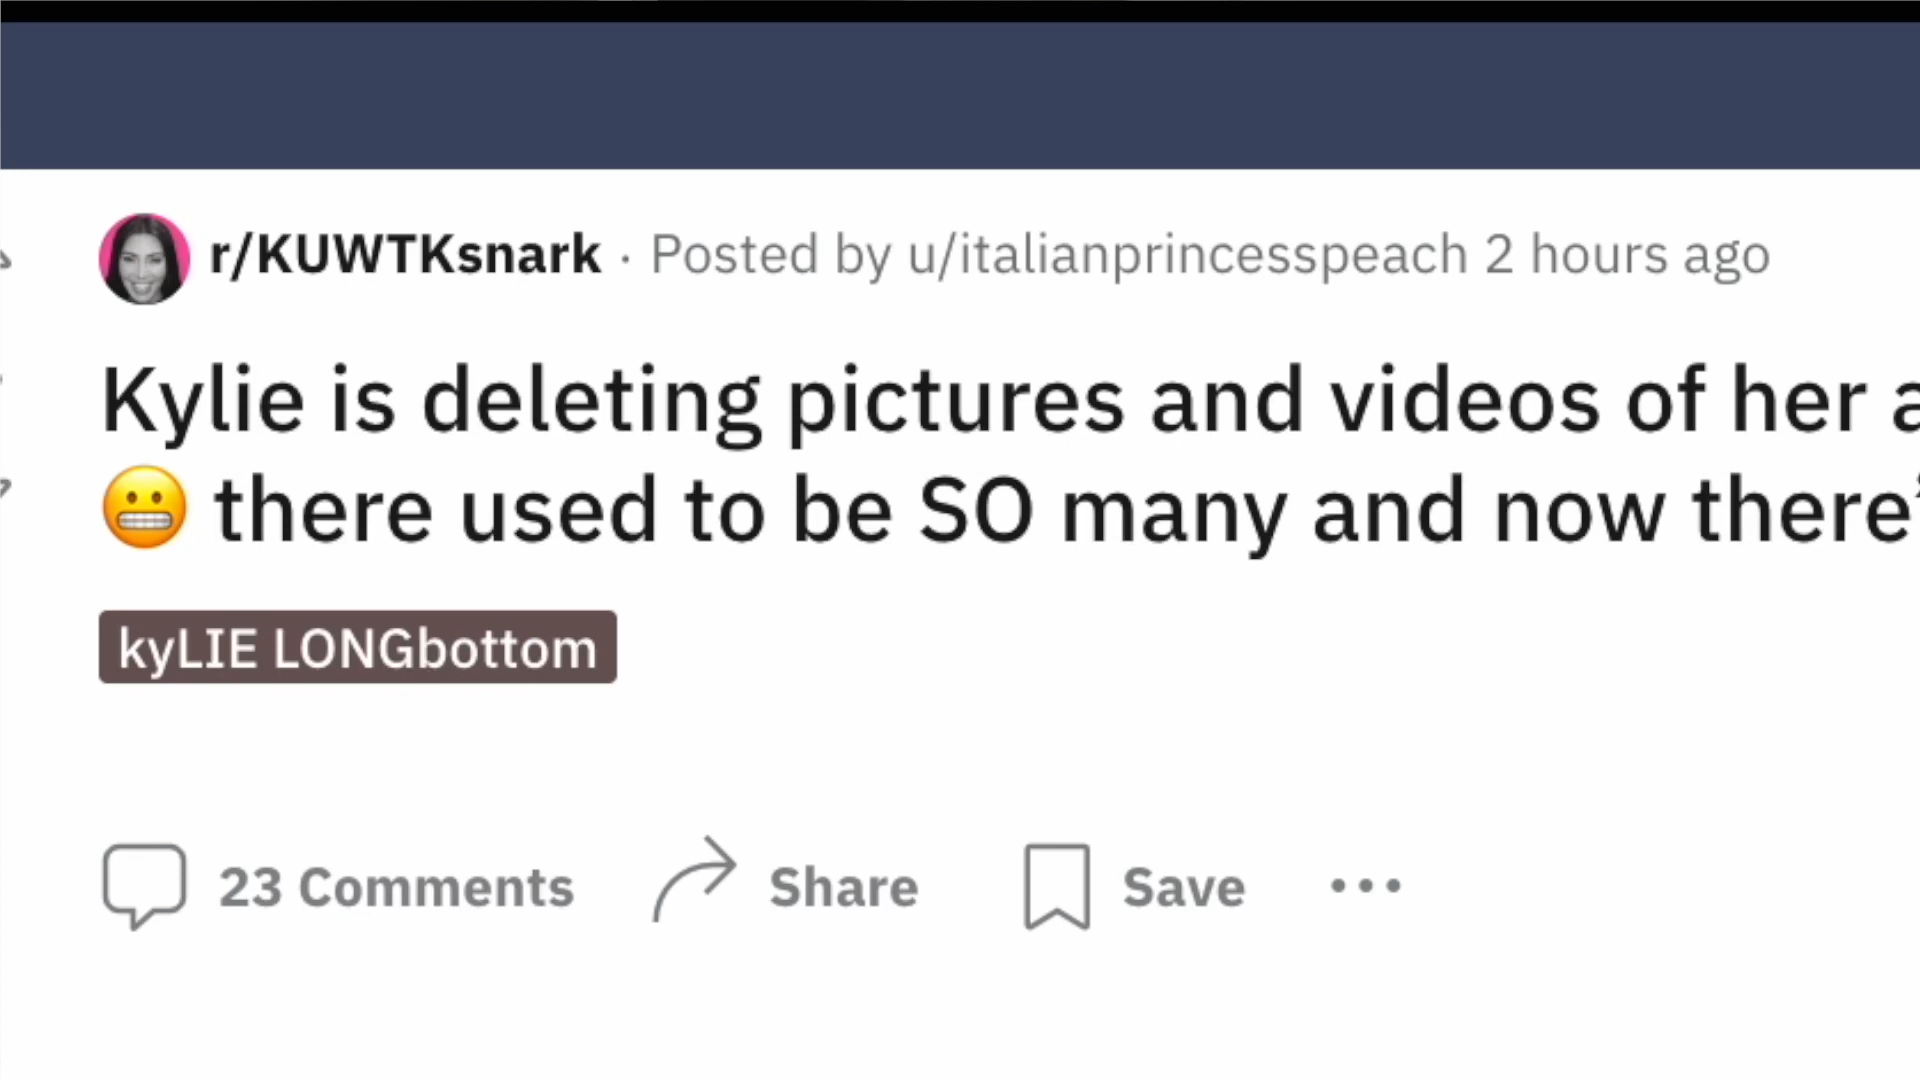 r/KUWTKsnark · Posted by u/italianprincesspeach 2 hours ago
Kylie is deleting pictures and videos of her a
😬 there used to be SO many and now there’
kyLIE LONGbottom
23 Comments Share Save •••